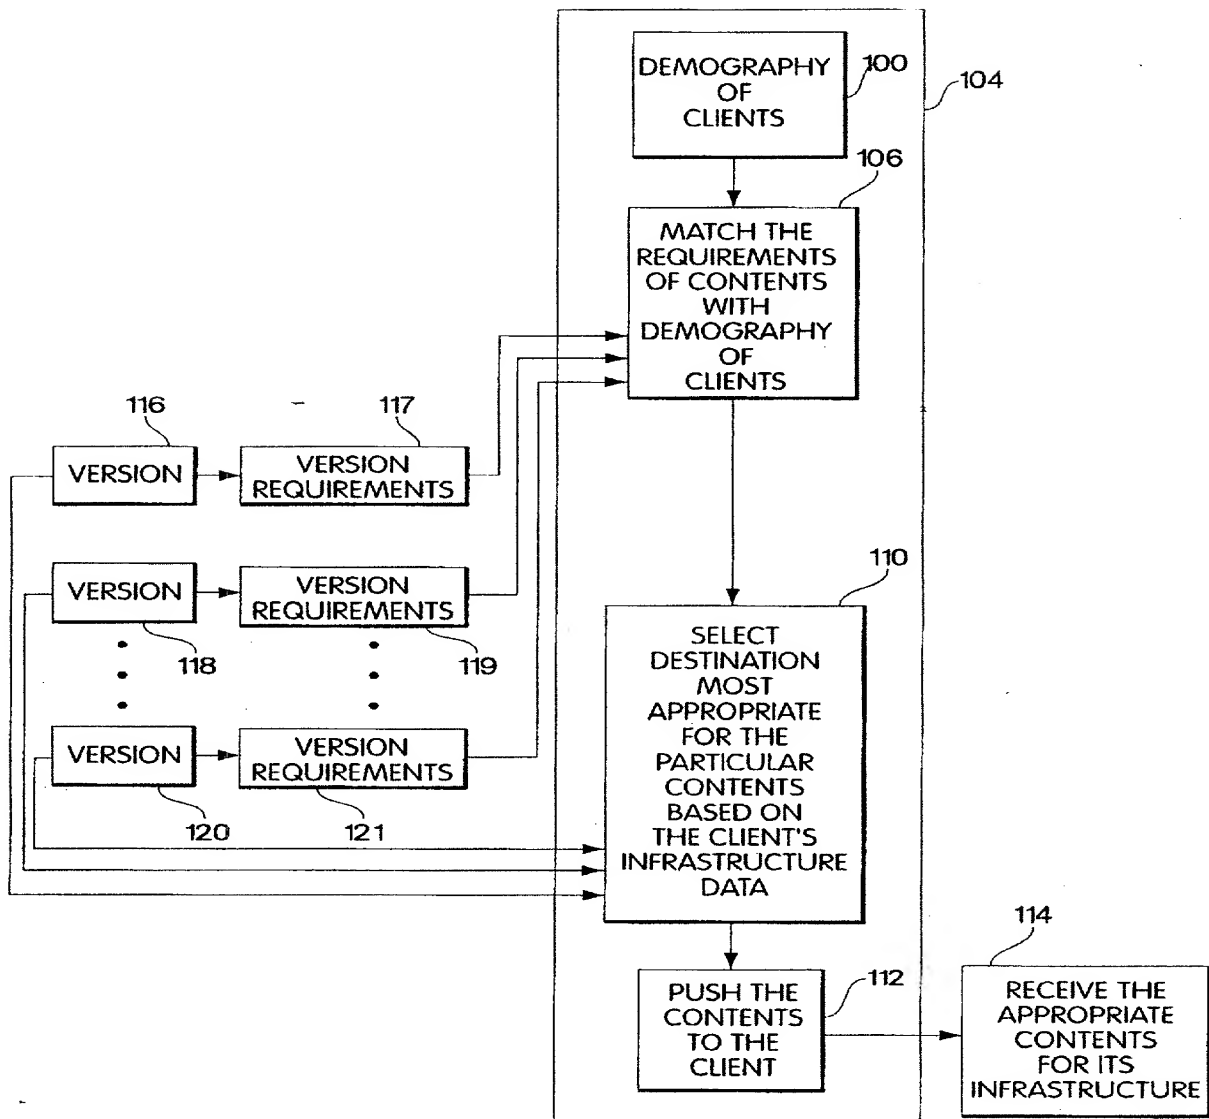 DEMOGRAPHY
OF
CLIENTS
100
104
106
MATCH THE
REQUIREMENTS
OF CONTENTS
WITH
DEMOGRAPHY
OF
CLIENTS
116
117
VERSION
VERSION
REQUIREMENTS
VERSION
VERSION
REQUIREMENTS
118
119
VERSION
VERSION
REQUIREMENTS
120
121
110
SELECT
DESTINATION
MOST
APPROPRIATE
FOR THE
PARTICULAR
CONTENTS
BASED ON
THE CLIENT'S
INFRASTRUCTURE
DATA
112
PUSH THE
CONTENTS
TO THE
CLIENT
114
RECEIVE THE
APPROPRIATE
CONTENTS
FOR ITS
INFRASTRUCTURE